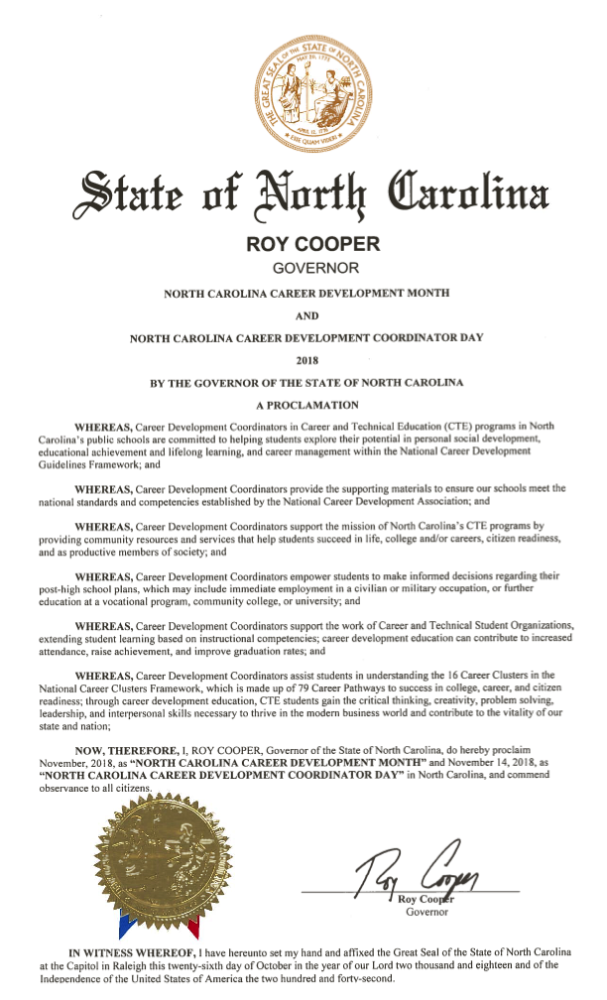 THE GREAT SEAL OF THE STATE OF NORTH CAROLINA
MAY 20, 1775
APRIL 12, 1776
ESSE QUAM VIDERI
State of North Carolina
ROY COOPER
GOVERNOR
NORTH CAROLINA CAREER DEVELOPMENT MONTH
AND
NORTH CAROLINA CAREER DEVELOPMENT COORDINATOR DAY
2018
BY THE GOVERNOR OF THE STATE OF NORTH CAROLINA
A PROCLAMATION
WHEREAS, Career Development Coordinators in Career and Technical Education (CTE) programs in North
Carolina's public schools are committed to helping students explore their potential in personal social development,
educational achievement and lifelong learning, and career management within the National Career Development
Guidelines Framework; and
WHEREAS, Career Development Coordinators provide the supporting materials to ensure our schools meet the
national standards and competencies established by the National Career Development Association; and
WHEREAS, Career Development Coordinators support the mission of North Carolina's CTE programs by
providing community resources and services that help students succeed in life, college and/or careers, citizen readiness,
and as productive members of society; and
WHEREAS, Career Development Coordinators empower students to make informed decisions regarding their
post-high school plans, which may include immediate employment in a civilian or military occupation, or further
education at a vocational program, community college, or university; and
WHEREAS, Career Development Coordinators support the work of Career and Technical Student Organizations,
extending student learning based on instructional competencies; career development education can contribute to increased
attendance, raise achievement, and improve graduation rates; and
WHEREAS, Career Development Coordinators assist students in understanding the 16 Career Clusters in the
National Career Clusters Framework, which is made up of 79 Career Pathways to success in college, career, and citizen
readiness; through career development education, CTE students gain the critical thinking, creativity, problem solving,
leadership, and interpersonal skills necessary to thrive in the modern business world and contribute to the vitality of our
state and nation;
NOW, THEREFORE, I, ROY COOPER, Governor of the State of North Carolina, do hereby proclaim
November, 2018, as "NORTH CAROLINA CAREER DEVELOPMENT MONTH" and November 14, 2018, as
"NORTH CAROLINA CAREER DEVELOPMENT COORDINATOR DAY" in North Carolina, and commend
observance to all citizens.
Roy Cooper
Roy Cooper
Governor
IN WITNESS WHEREOF, I have hereunto set my hand and affixed the Great Seal of the State of North Carolina
at the Capitol in Raleigh this twenty-sixth day of October in the year of our Lord two thousand and eighteen and of the
Independence of the United States of America the two hundred and forty-second.